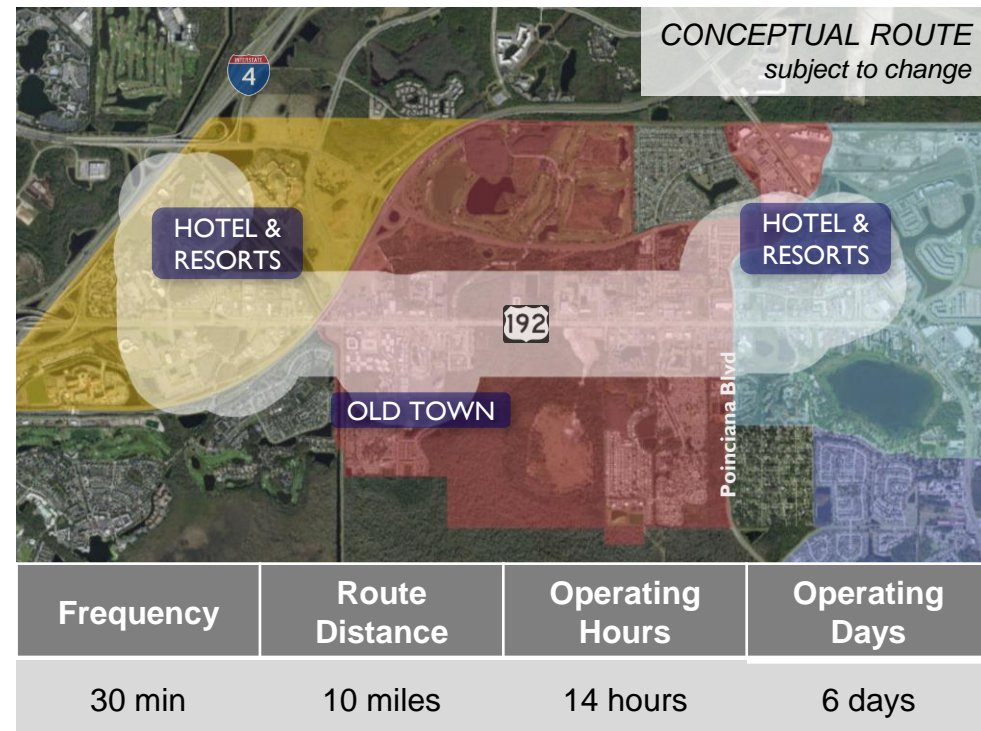 CONCEPTUAL ROUTE
subject to change
INTERSTATE
4
HOTEL &
RESORTS
HOTEL &
RESORTS
192
OLD TOWN
Poinciana Blvd
Frequency
Route
Distance
Operating
Hours
Operating
Days
30 min
10 miles
14 hours
6 days